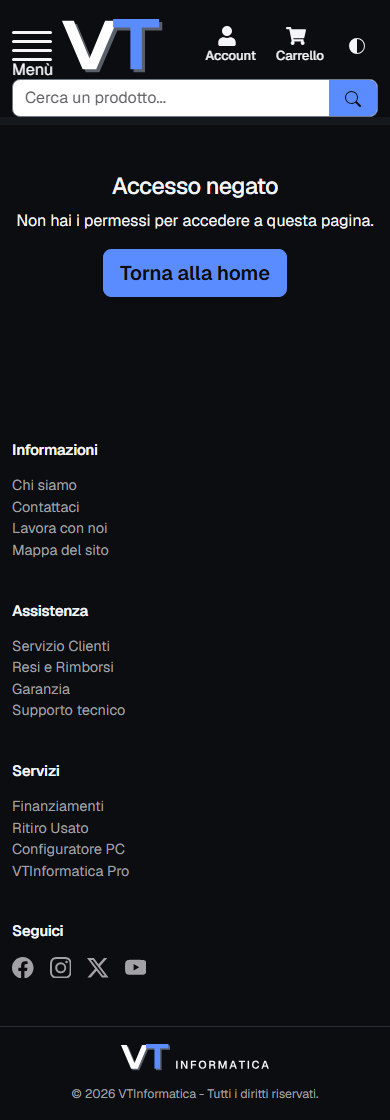 Menù
VT
Account
Carrello
Cerca un prodotto...
Accesso negato
Non hai i permessi per accedere a questa pagina.
Torna alla home
Informazioni
Chi siamo
Contattaci
Lavora con noi
Mappa del sito
Assistenza
Servizio Clienti
Resi e Rimborsi
Garanzia
Supporto tecnico
Servizi
Finanziamenti
Ritiro Usato
Configuratore PC
VTInformatica Pro
Seguici
VT INFORMATICA
© 2026 VTInformatica - Tutti i diritti riservati.